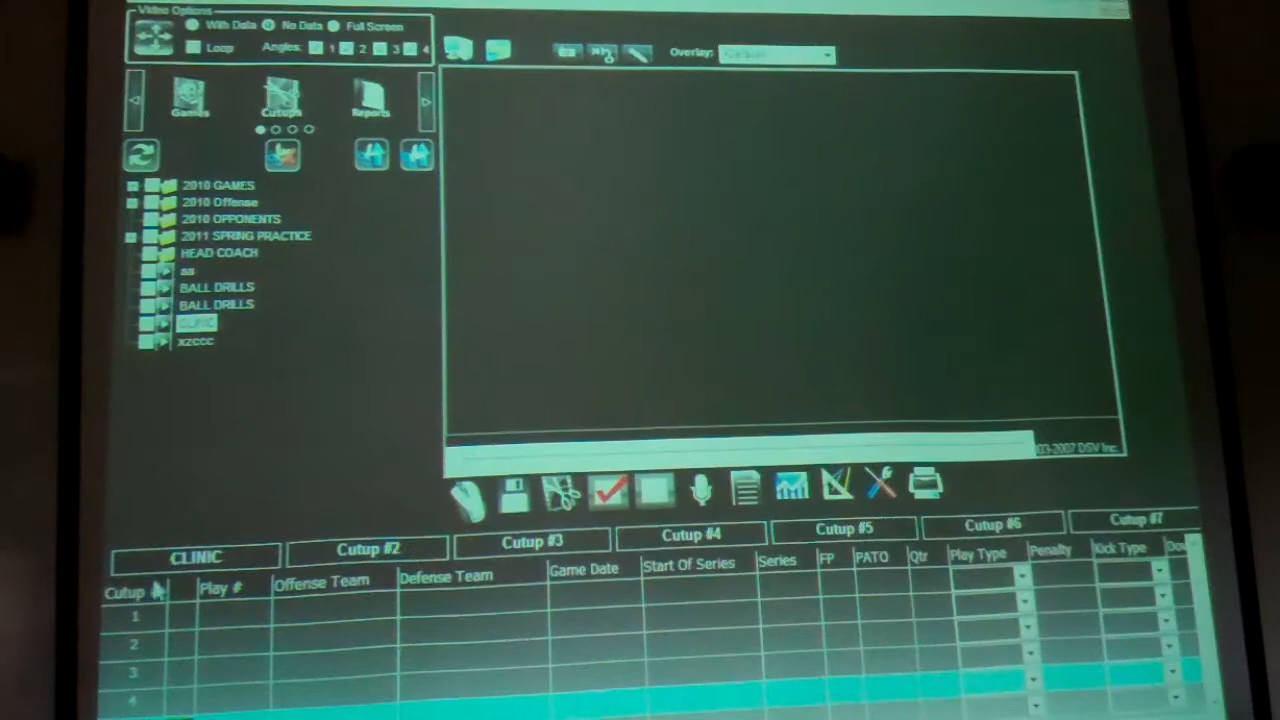 Video Options
With Data No Data Full Screen
Loop Angles: 1 2 3 4
Overlay:
Games Cutups Reports
2010 GAMES
2010 Offense
2010 OPPONENTS
2011 SPRING PRACTICE
HEAD COACH
aa
BALL DRILLS
BALL DRILLS
CLINIC
xzccc
03-2007 DSV Inc.
CLINIC Cutup #2 Cutup #3 Cutup #4 Cutup #5 Cutup #6 Cutup #7
Cutup Play # Offense Team Defense Team Game Date Start Of Series Series FP PATO Qtr Play Type Penalty Kick Type Do
1
2
3
4